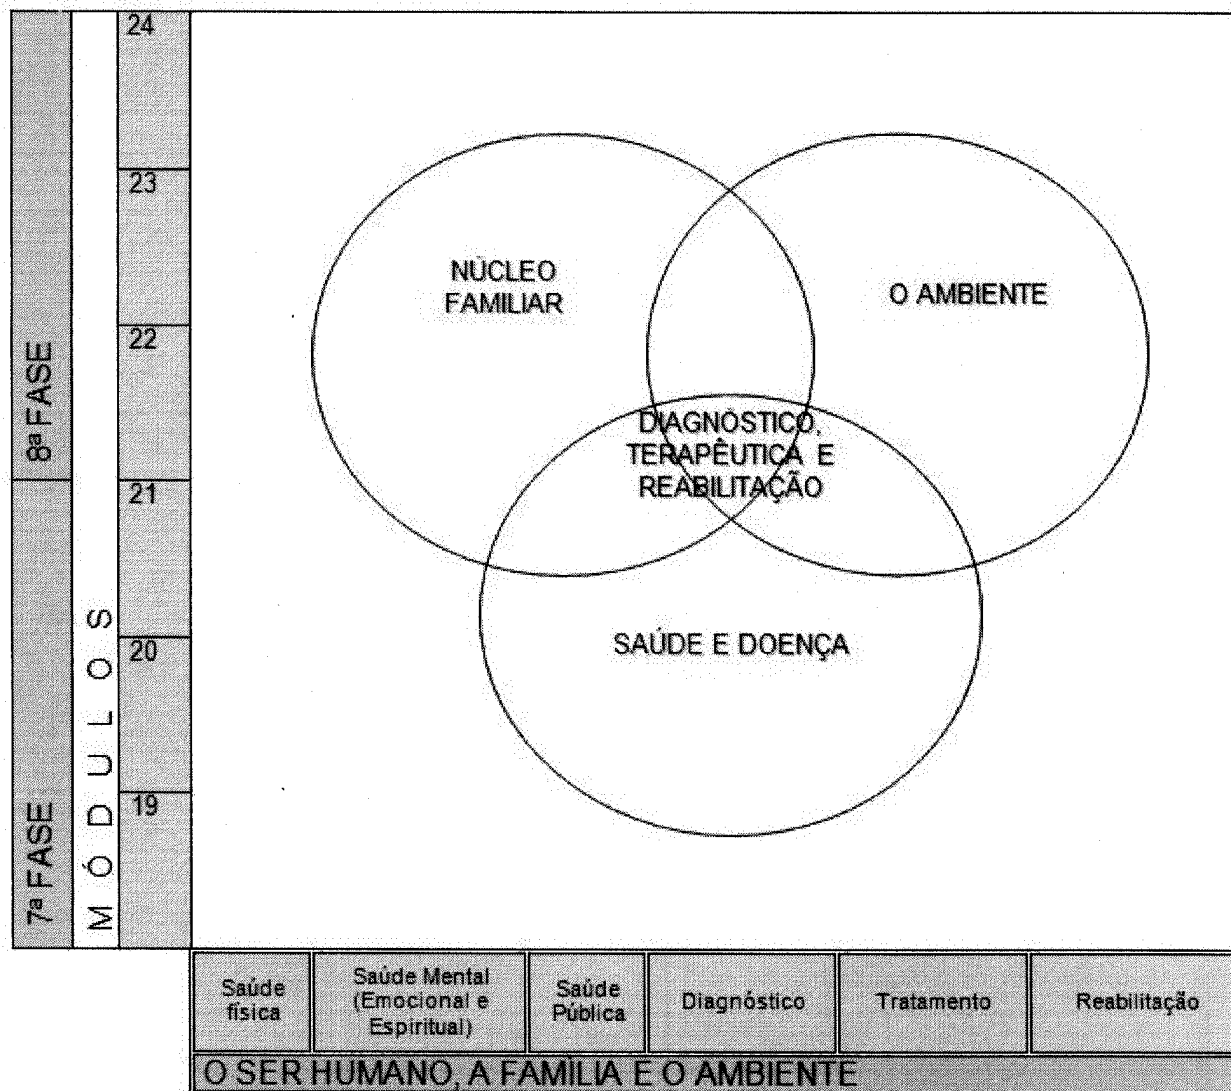 24
23
22
21
20
19
8ª FASE
7ª FASE
MÓDULOS
NÚCLEO
FAMILIAR
O AMBIENTE
DIAGNÓSTICO,
TERAPÊUTICA E
REABILITAÇÃO
SAÚDE E DOENÇA
Saúde
física
Saúde Mental
(Emocional e
Espiritual)
Saúde
Pública
Diagnóstico
Tratamento
Reabilitação
O SER HUMANO, A FAMÍLIA E O AMBIENTE